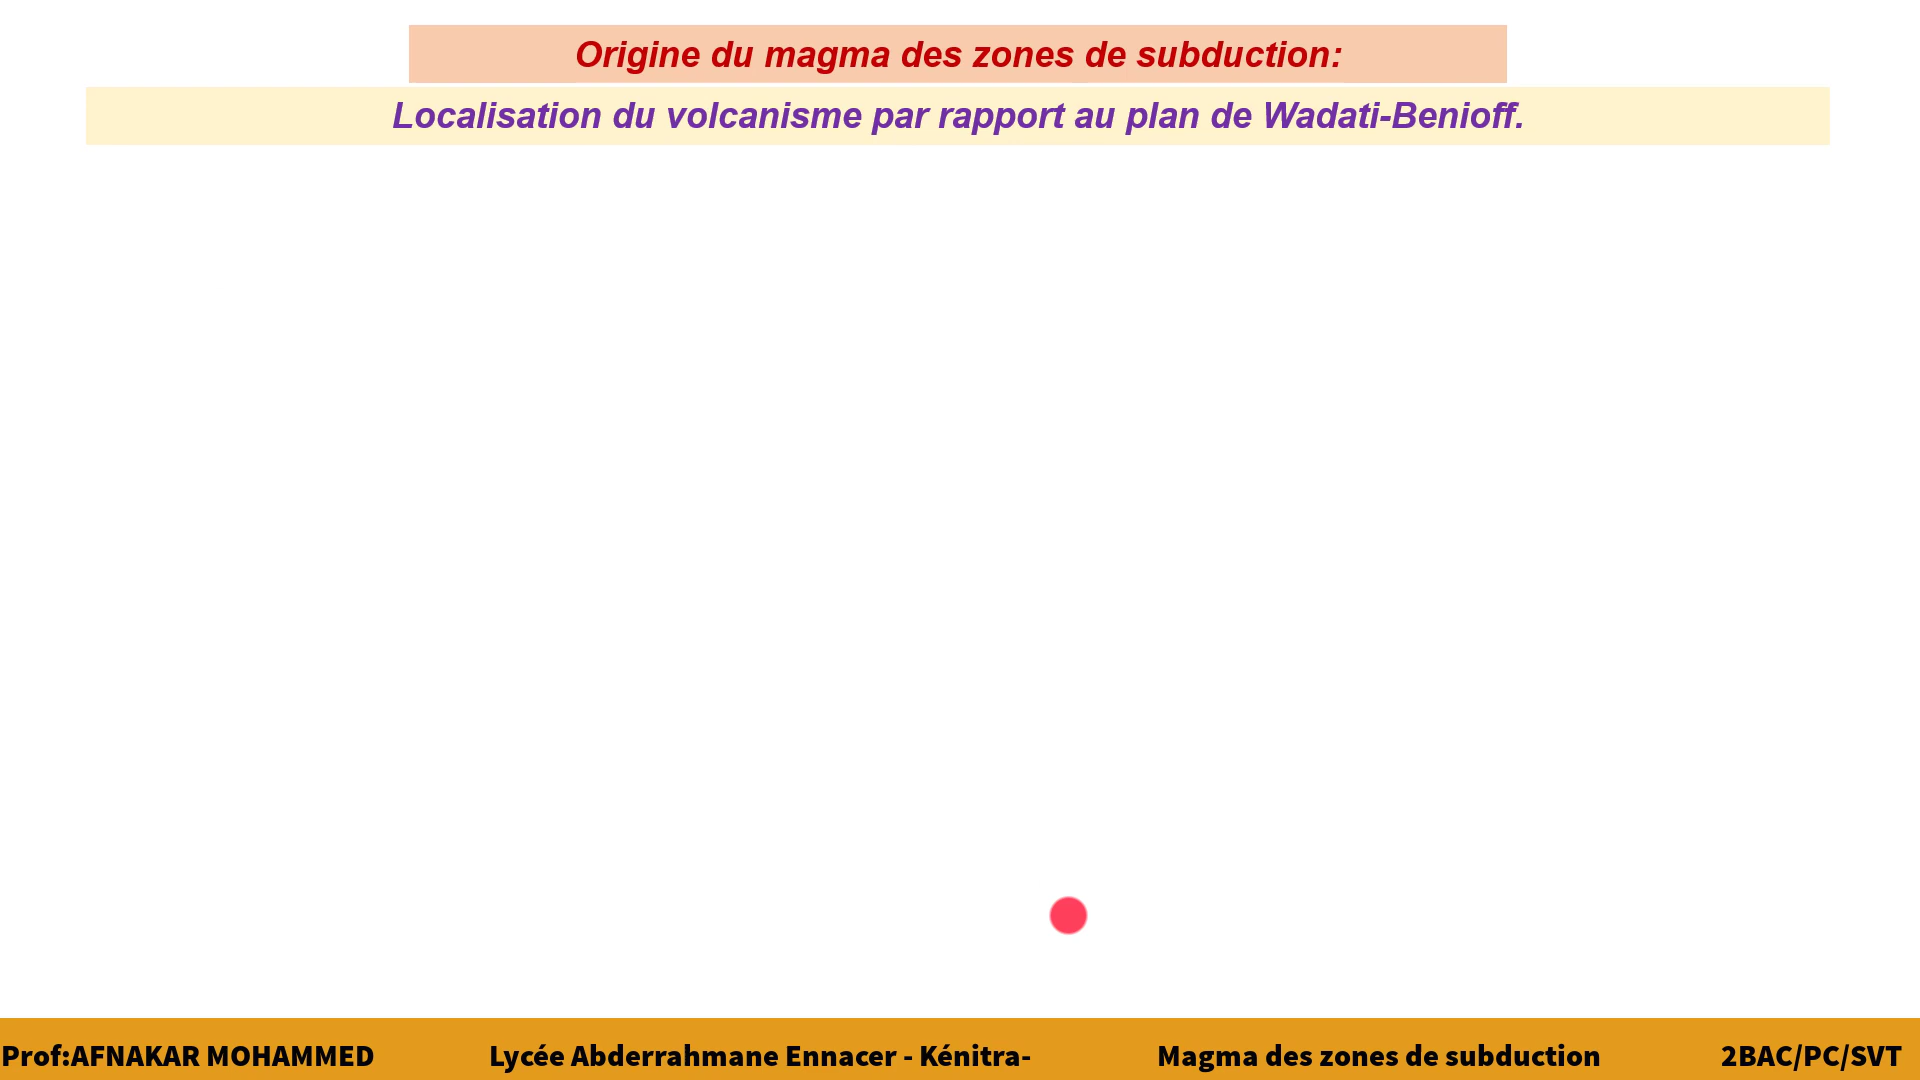 Origine du magma des zones de subduction:
Localisation du volcanisme par rapport au plan de Wadati-Benioff.
Prof:AFNAKAR MOHAMMED Lycée Abderrahmane Ennacer - Kénitra- Magma des zones de subduction 2BAC/PC/SVT